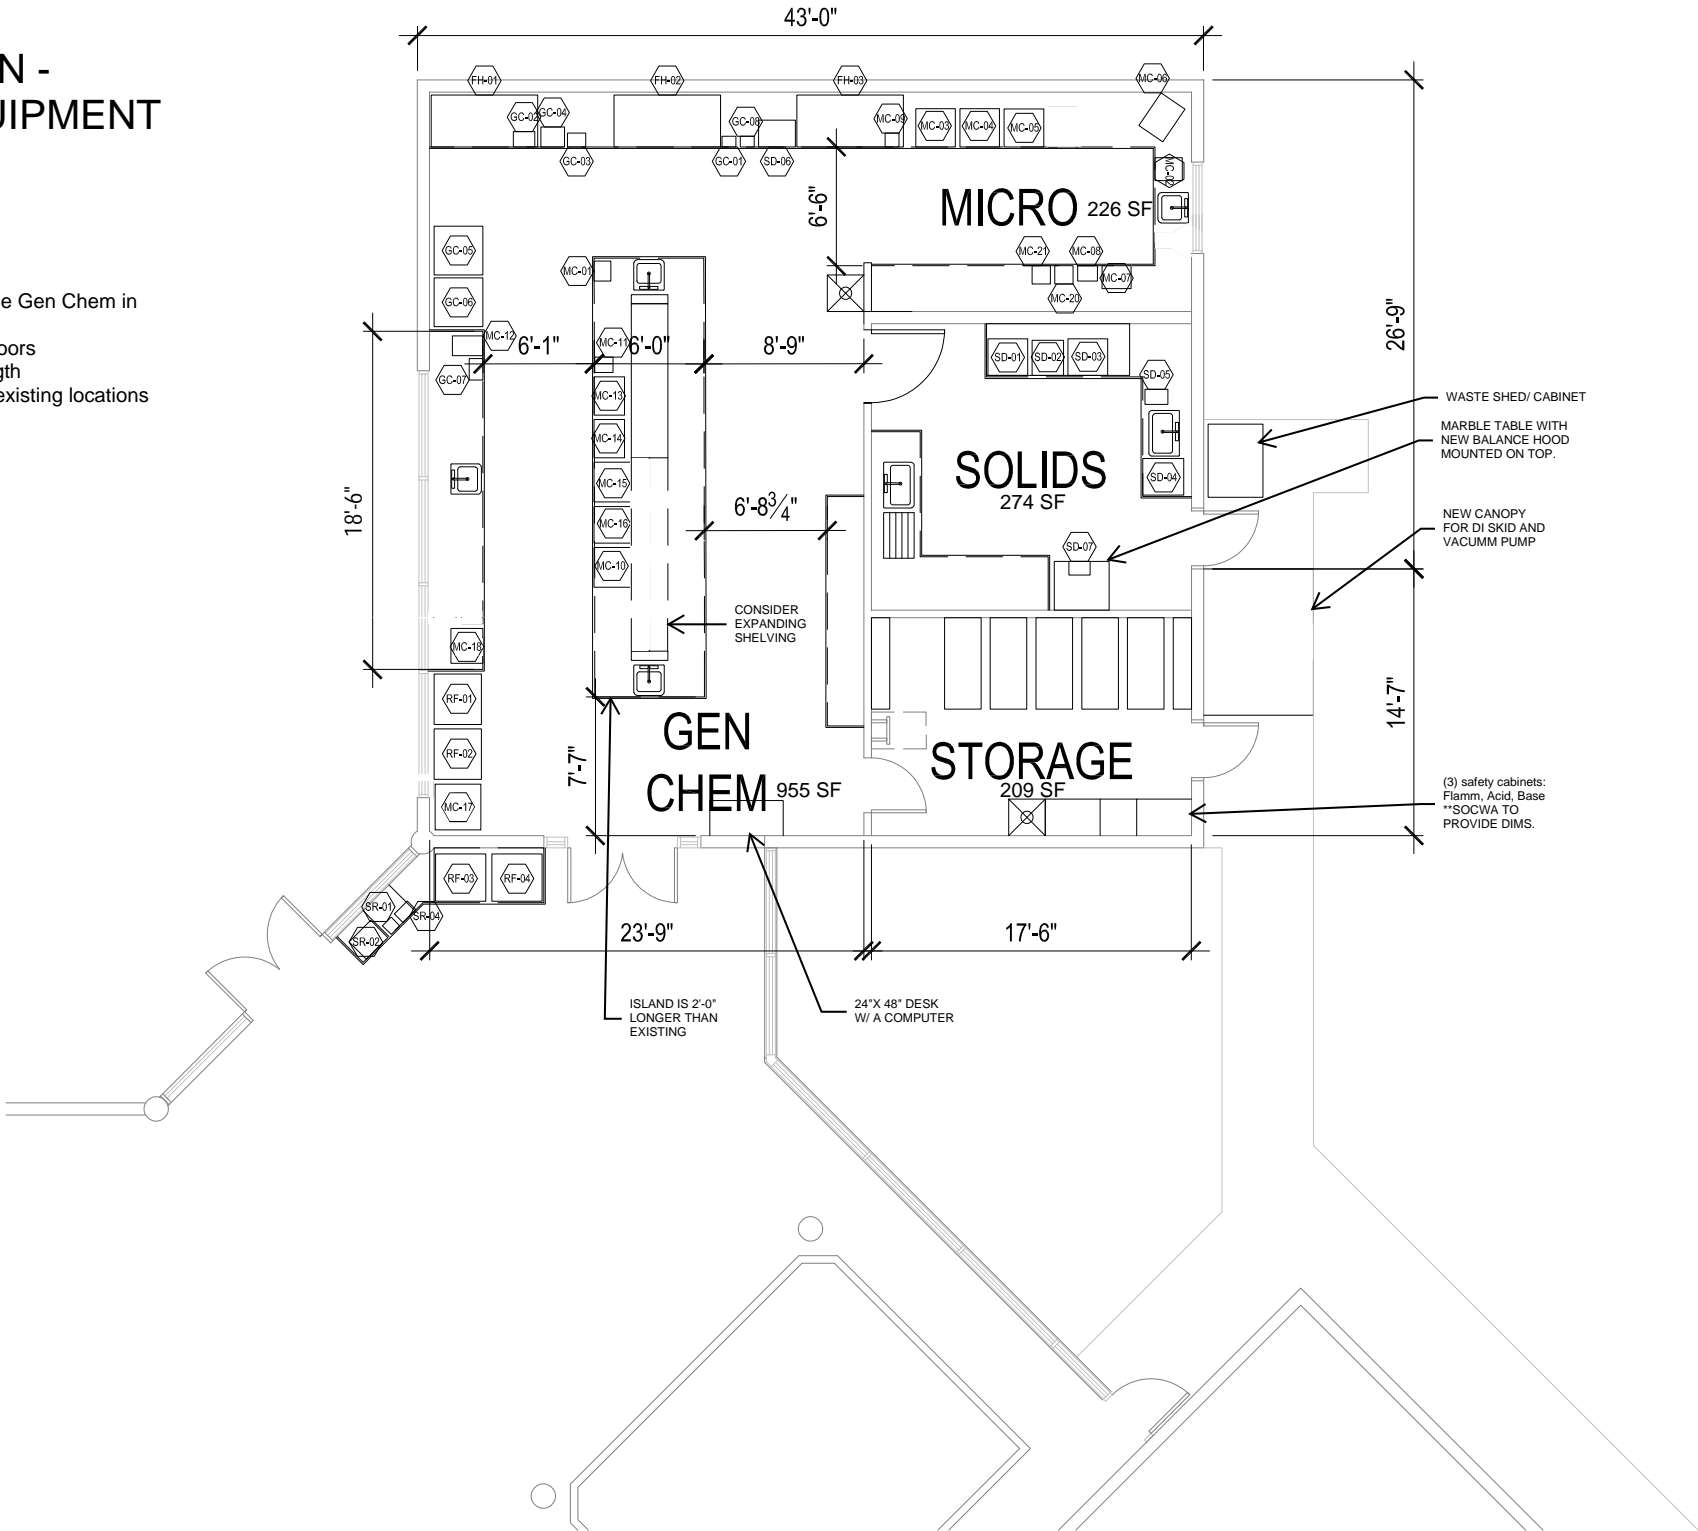 N -
UIPMENT
e Gen Chem in
oors
gth
existing locations
43'-0"
FH-01
FH-02
FH-03
MC-06
GC-02
GC-04
GC-08
MC-09
MC-03
MC-04
MC-05
GC-03
GC-01
SD-06
MC-02
6'-6"
MICRO 226 SF
GC-05
MC-01
MC-21
MC-08
MC-07
MC-20
GC-06
26'-9"
MC-12
6'-1"
MC-11
6'-0"
8'-9"
SD-01
SD-02
SD-03
GC-07
SD-05
MC-13
WASTE SHED/ CABINET
MC-14
MARBLE TABLE WITH
NEW BALANCE HOOD
MOUNTED ON TOP.
SOLIDS
274 SF
MC-15
SD-04
18'-6"
6'-8 3/4"
MC-16
NEW CANOPY
FOR DI SKID AND
VACUMM PUMP
SD-07
MC-10
CONSIDER
EXPANDING
SHELVING
MC-18
RF-01
14'-7"
GEN
CHEM 955 SF
RF-02
7'-7"
STORAGE
209 SF
MC-17
(3) safety cabinets:
Flamm, Acid, Base
**SOCWA TO
PROVIDE DIMS.
RF-03
RF-04
SR-01
SR-04
SR-02
23'-9"
17'-6"
ISLAND IS 2'-0"
LONGER THAN
EXISTING
24"X 48" DESK
W/ A COMPUTER